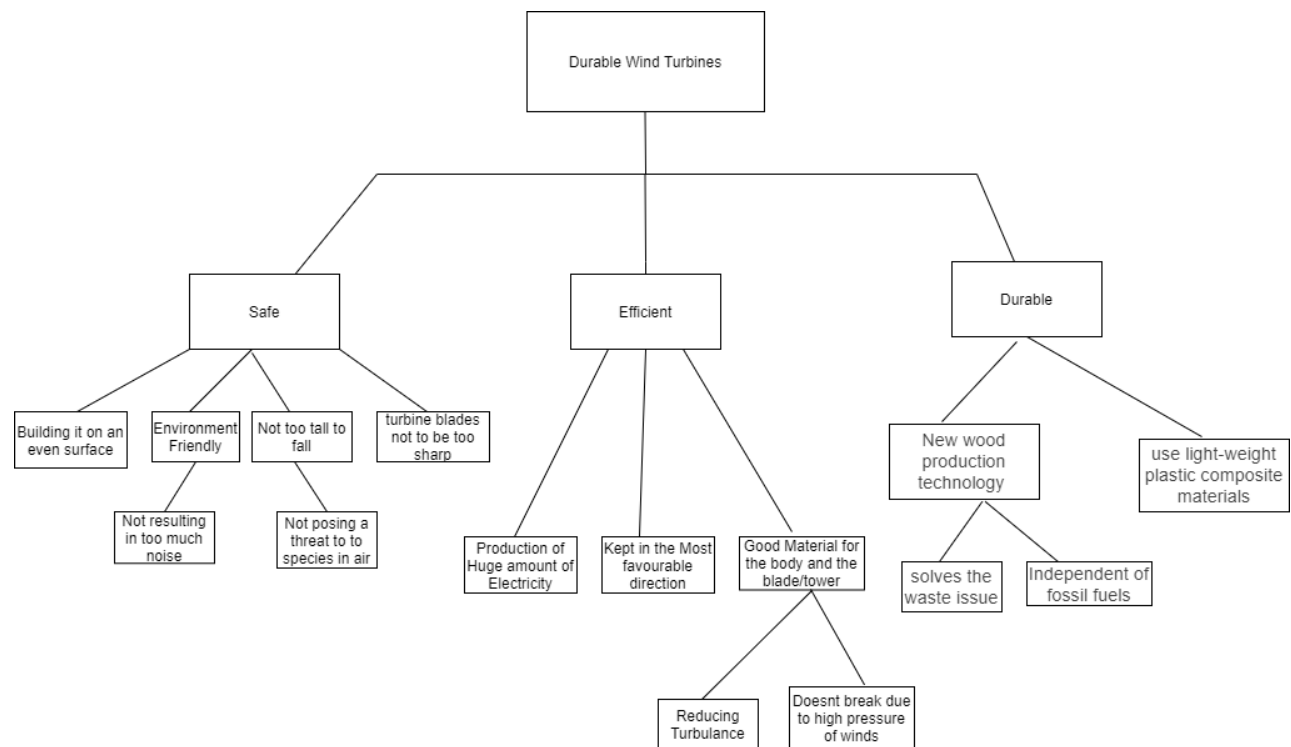 Durable Wind Turbines
Safe
Efficient
Durable
Building it on an
even surface
Environment
Friendly
Not too tall to
fall
turbine blades
not to be too
sharp
Not resulting
in too much
noise
Not posing a
threat to to
species in air
Production of
Huge amount of
Electricity
Kept in the Most
favourable
direction
Good Material for
the body and the
blade/tower
Reducing
Turbulance
Doesnt break due
to high pressure
of winds
New wood
production
technology
use light-weight
plastic composite
materials
solves the
waste issue
Independent of
fossil fuels